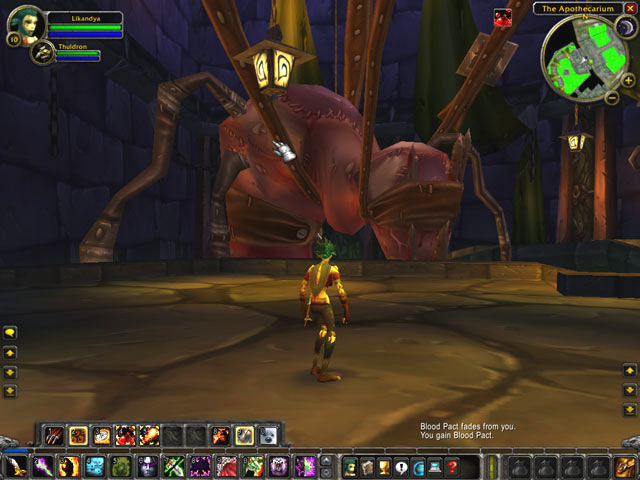 Likandya
10
Thuldron
The Apothecarium
N
Blood Pact fades from you.
You gain Blood Pact.